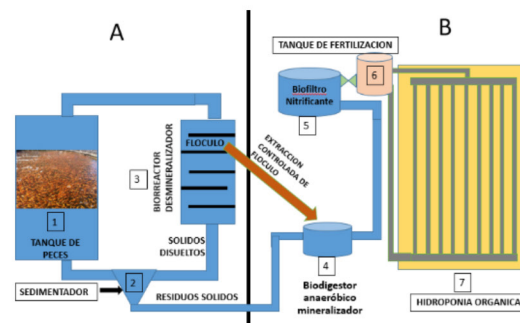 A
B
TANQUE DE FERTILIZACION
6
Biofiltro
Nitrificante
5
FLOCULO
3
BIORREACTOR
DESMINERALIZADOR
EXTRACCION
CONTROLADA DE
FLOCULO
1
TANQUE DE
PECES
SOLIDOS
DISUELTOS
4
2
SEDIMENTADOR
RESIDUOS SOLIDOS
Biodigestor
anaeróbico
mineralizador
7
HIDROPONIA ORGANICA